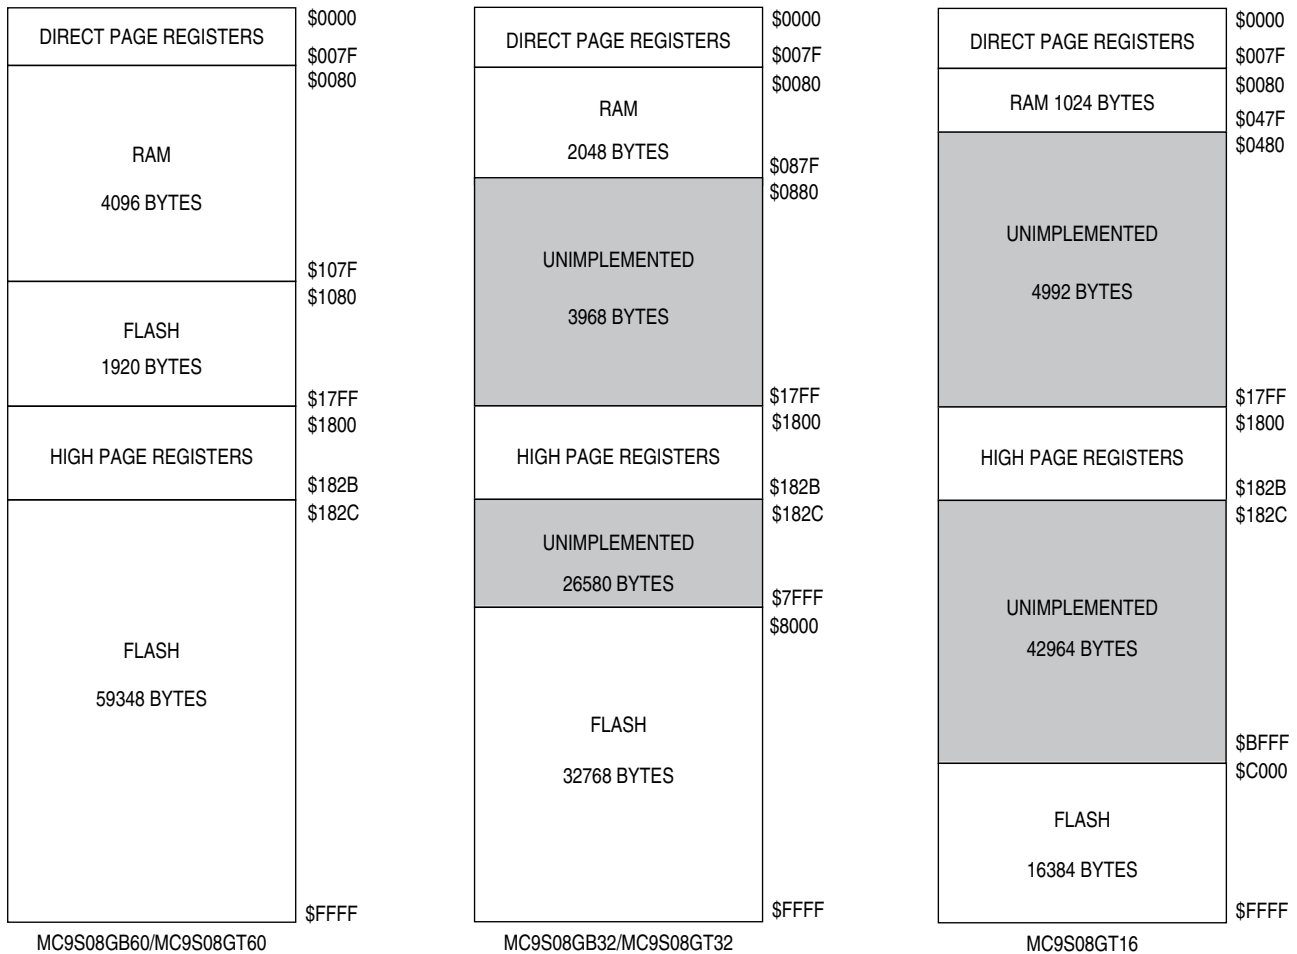 DIRECT PAGE REGISTERS
$0000
$007F
$0080
RAM
4096 BYTES
$107F
$1080
FLASH
1920 BYTES
$17FF
$1800
HIGH PAGE REGISTERS
$182B
$182C
FLASH
59348 BYTES
$FFFF
MC9S08GB60/MC9S08GT60
DIRECT PAGE REGISTERS
$0000
$007F
$0080
RAM
2048 BYTES
$087F
$0880
UNIMPLEMENTED
3968 BYTES
$17FF
$1800
HIGH PAGE REGISTERS
$182B
$182C
UNIMPLEMENTED
26580 BYTES
$7FFF
$8000
FLASH
32768 BYTES
$FFFF
MC9S08GB32/MC9S08GT32
DIRECT PAGE REGISTERS
$0000
$007F
$0080
RAM 1024 BYTES
$047F
$0480
UNIMPLEMENTED
4992 BYTES
$17FF
$1800
HIGH PAGE REGISTERS
$182B
$182C
UNIMPLEMENTED
42964 BYTES
$BFFF
$C000
FLASH
16384 BYTES
$FFFF
MC9S08GT16